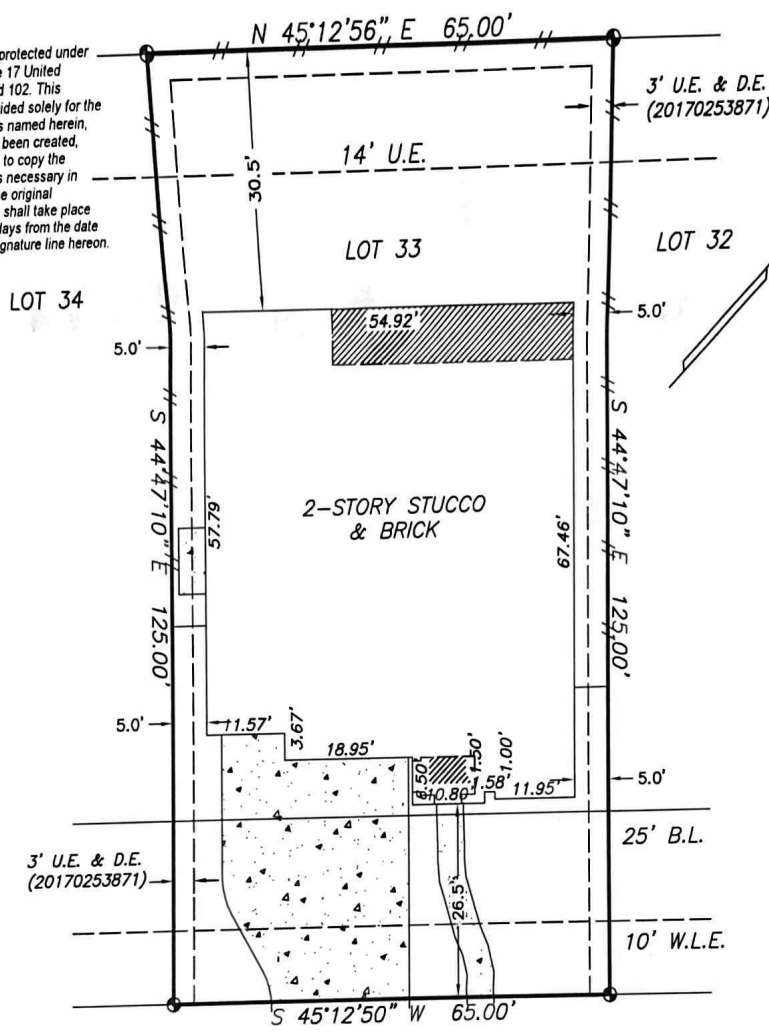 N 45°12'56" E 65.00'
protected under
e 17 United
d 102. This
ided solely for the
s named herein,
been created,
to copy the
s necessary in
e original
shall take place
days from the date
ignature line hereon.
3' U.E. & D.E.
(20170253871)
30.5'
14' U.E.
LOT 33
LOT 32
LOT 34
54.92'
5.0'
5.0'
S 44°47'10" E 125.00'
57.79'
2-STORY STUCCO
& BRICK
67.46'
S 44°47'10" E 125.00'
5.0'
11.57'
3.67'
18.95'
8.50'
10.80'
1.50'
1.58'
1.00'
11.95'
5.0'
25' B.L.
3' U.E. & D.E.
(20170253871)
26.5'
10' W.L.E.
S 45°12'50" W 65.00'